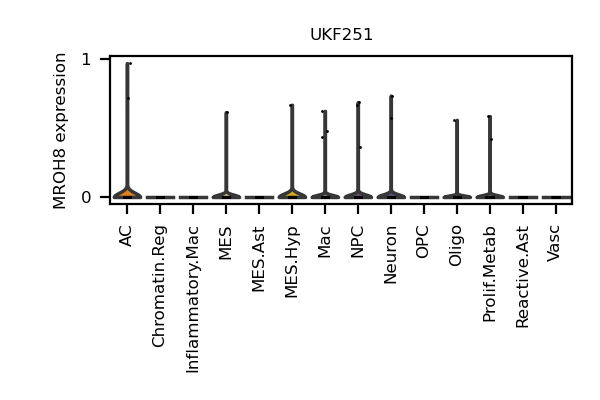 UKF251
MROH8 expression
1
0
AC
Chromatin.Reg
Inflammatory.Mac
MES
MES.Ast
MES.Hyp
Mac
NPC
Neuron
OPC
Oligo
Prolif.Metab
Reactive.Ast
Vasc